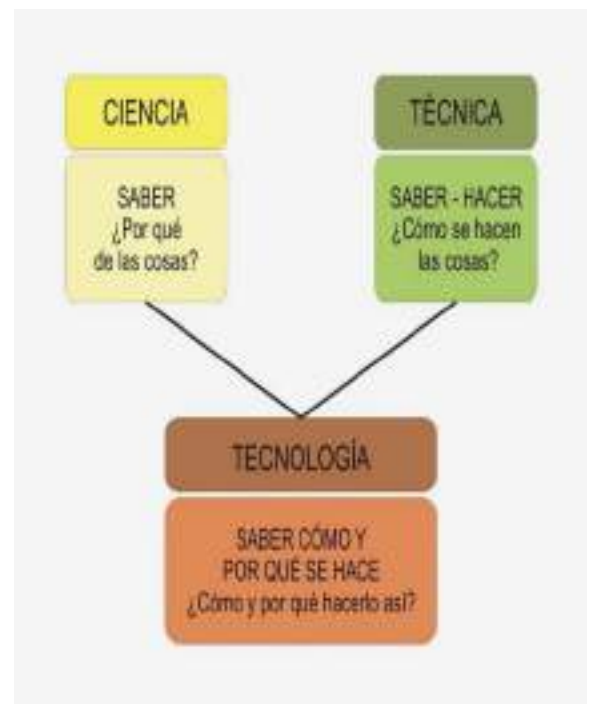 CIENCIA
SABER
¿Por qué
de las cosas?
TÉCNICA
SABER - HACER
¿Cómo se hacen
las cosas?
TECNOLOGÍA
SABER CÓMO Y
POR QUÉ SE HACE
¿Cómo y por qué hacerlo así?